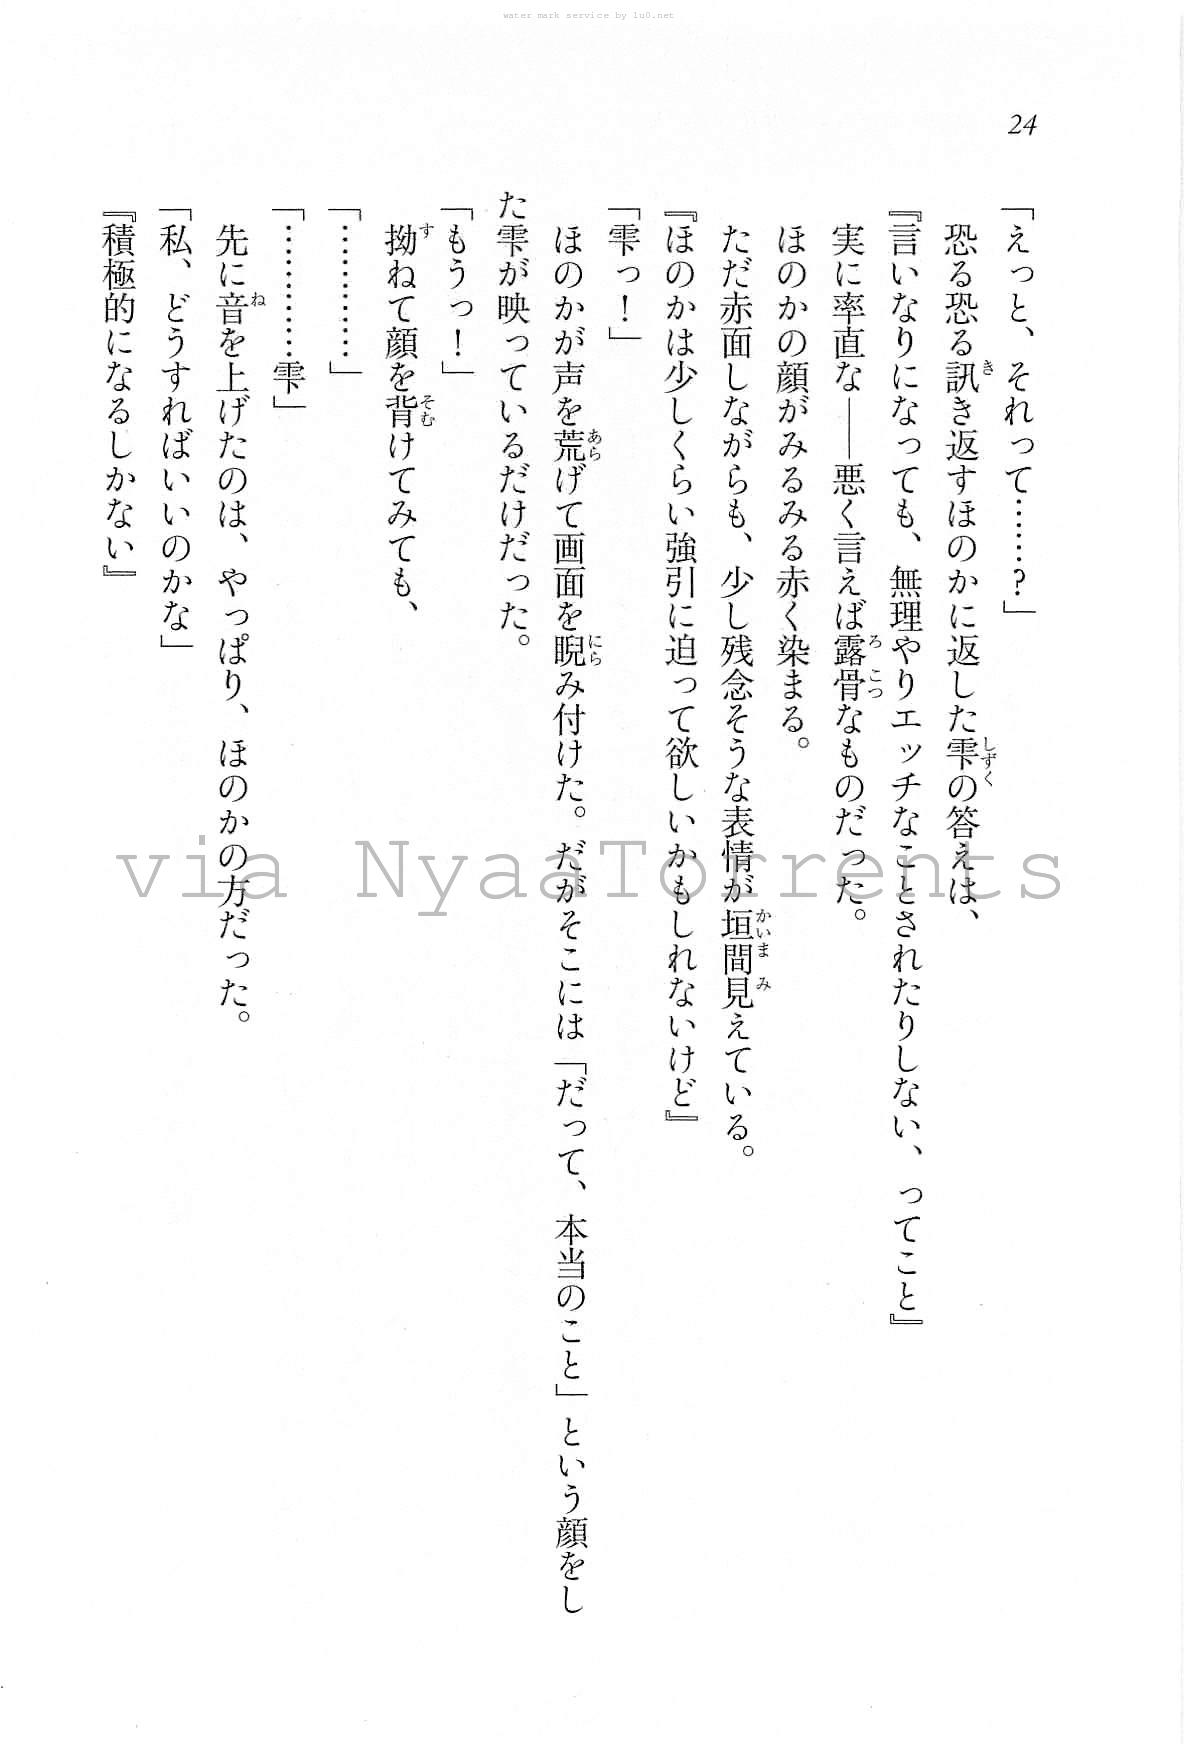 water mark service by lu0.net
24
「えっと、それって……？」
恐る恐る訊き返すほのかに返した雫の答えは、
『言いなりになっても、無理やりエッチなことされたりしない、ってこと』
実に率直な――悪く言えば露骨なものだった。
ほのかの顔がみるみる赤く染まる。
ただ赤面しながらも、少し残念そうな表情が垣間見えている。
『ほのかは少しくらい強引に迫って欲しいかもしれないけど』
「雫っ！」
ほのかが声を荒げて画面を睨み付けた。だがそこには「だって、本当のこと」という顔をし
た雫が映っているだけだった。
「もうっ！」
拗ねて顔を背けてみても、
「…………」
「…………雫」
先に音を上げたのは、やっぱり、ほのかの方だった。
「私、どうすればいいのかな」
『積極的になるしかない』
via NyaaTorrents